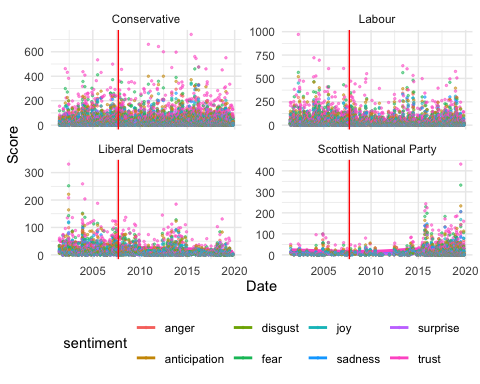 Conservative
Labour
600
400
200
0
1000
750
500
250
0
Score
Liberal Democrats
Scottish National Party
300
200
100
0
400
300
200
100
0
2005 2010 2015 2020
2005 2010 2015 2020
Date
sentiment
anger disgust joy surprise
anticipation fear sadness trust